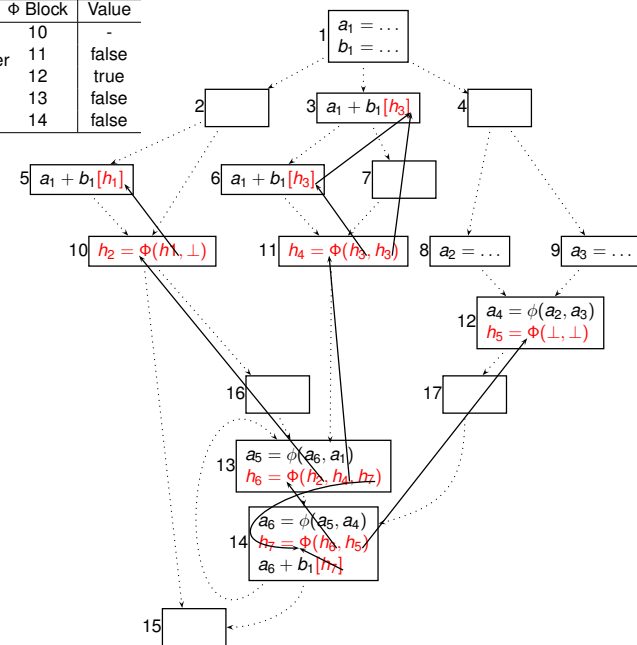 Φ Block Value
10 -
er 11 false
12 true
13 false
14 false
1 a₁ = …
b₁ = …
2
3 a₁ + b₁[h₃]
4
5 a₁ + b₁[h₁]
6 a₁ + b₁[h₃]
7
10 h₂ = Φ(h1, ⊥)
11 h₄ = Φ(h₃, h₃)
8 a₂ = …
9 a₃ = …
12 a₄ = ϕ(a₂, a₃)
h₅ = Φ(⊥, ⊥)
16
17
13 a₅ = ϕ(a₆, a₁)
h₆ = Φ(h₂, h₄, h₇)
14 a₆ = ϕ(a₅, a₄)
h₇ = Φ(h₆, h₅)
a₆ + b₁[h₇]
15